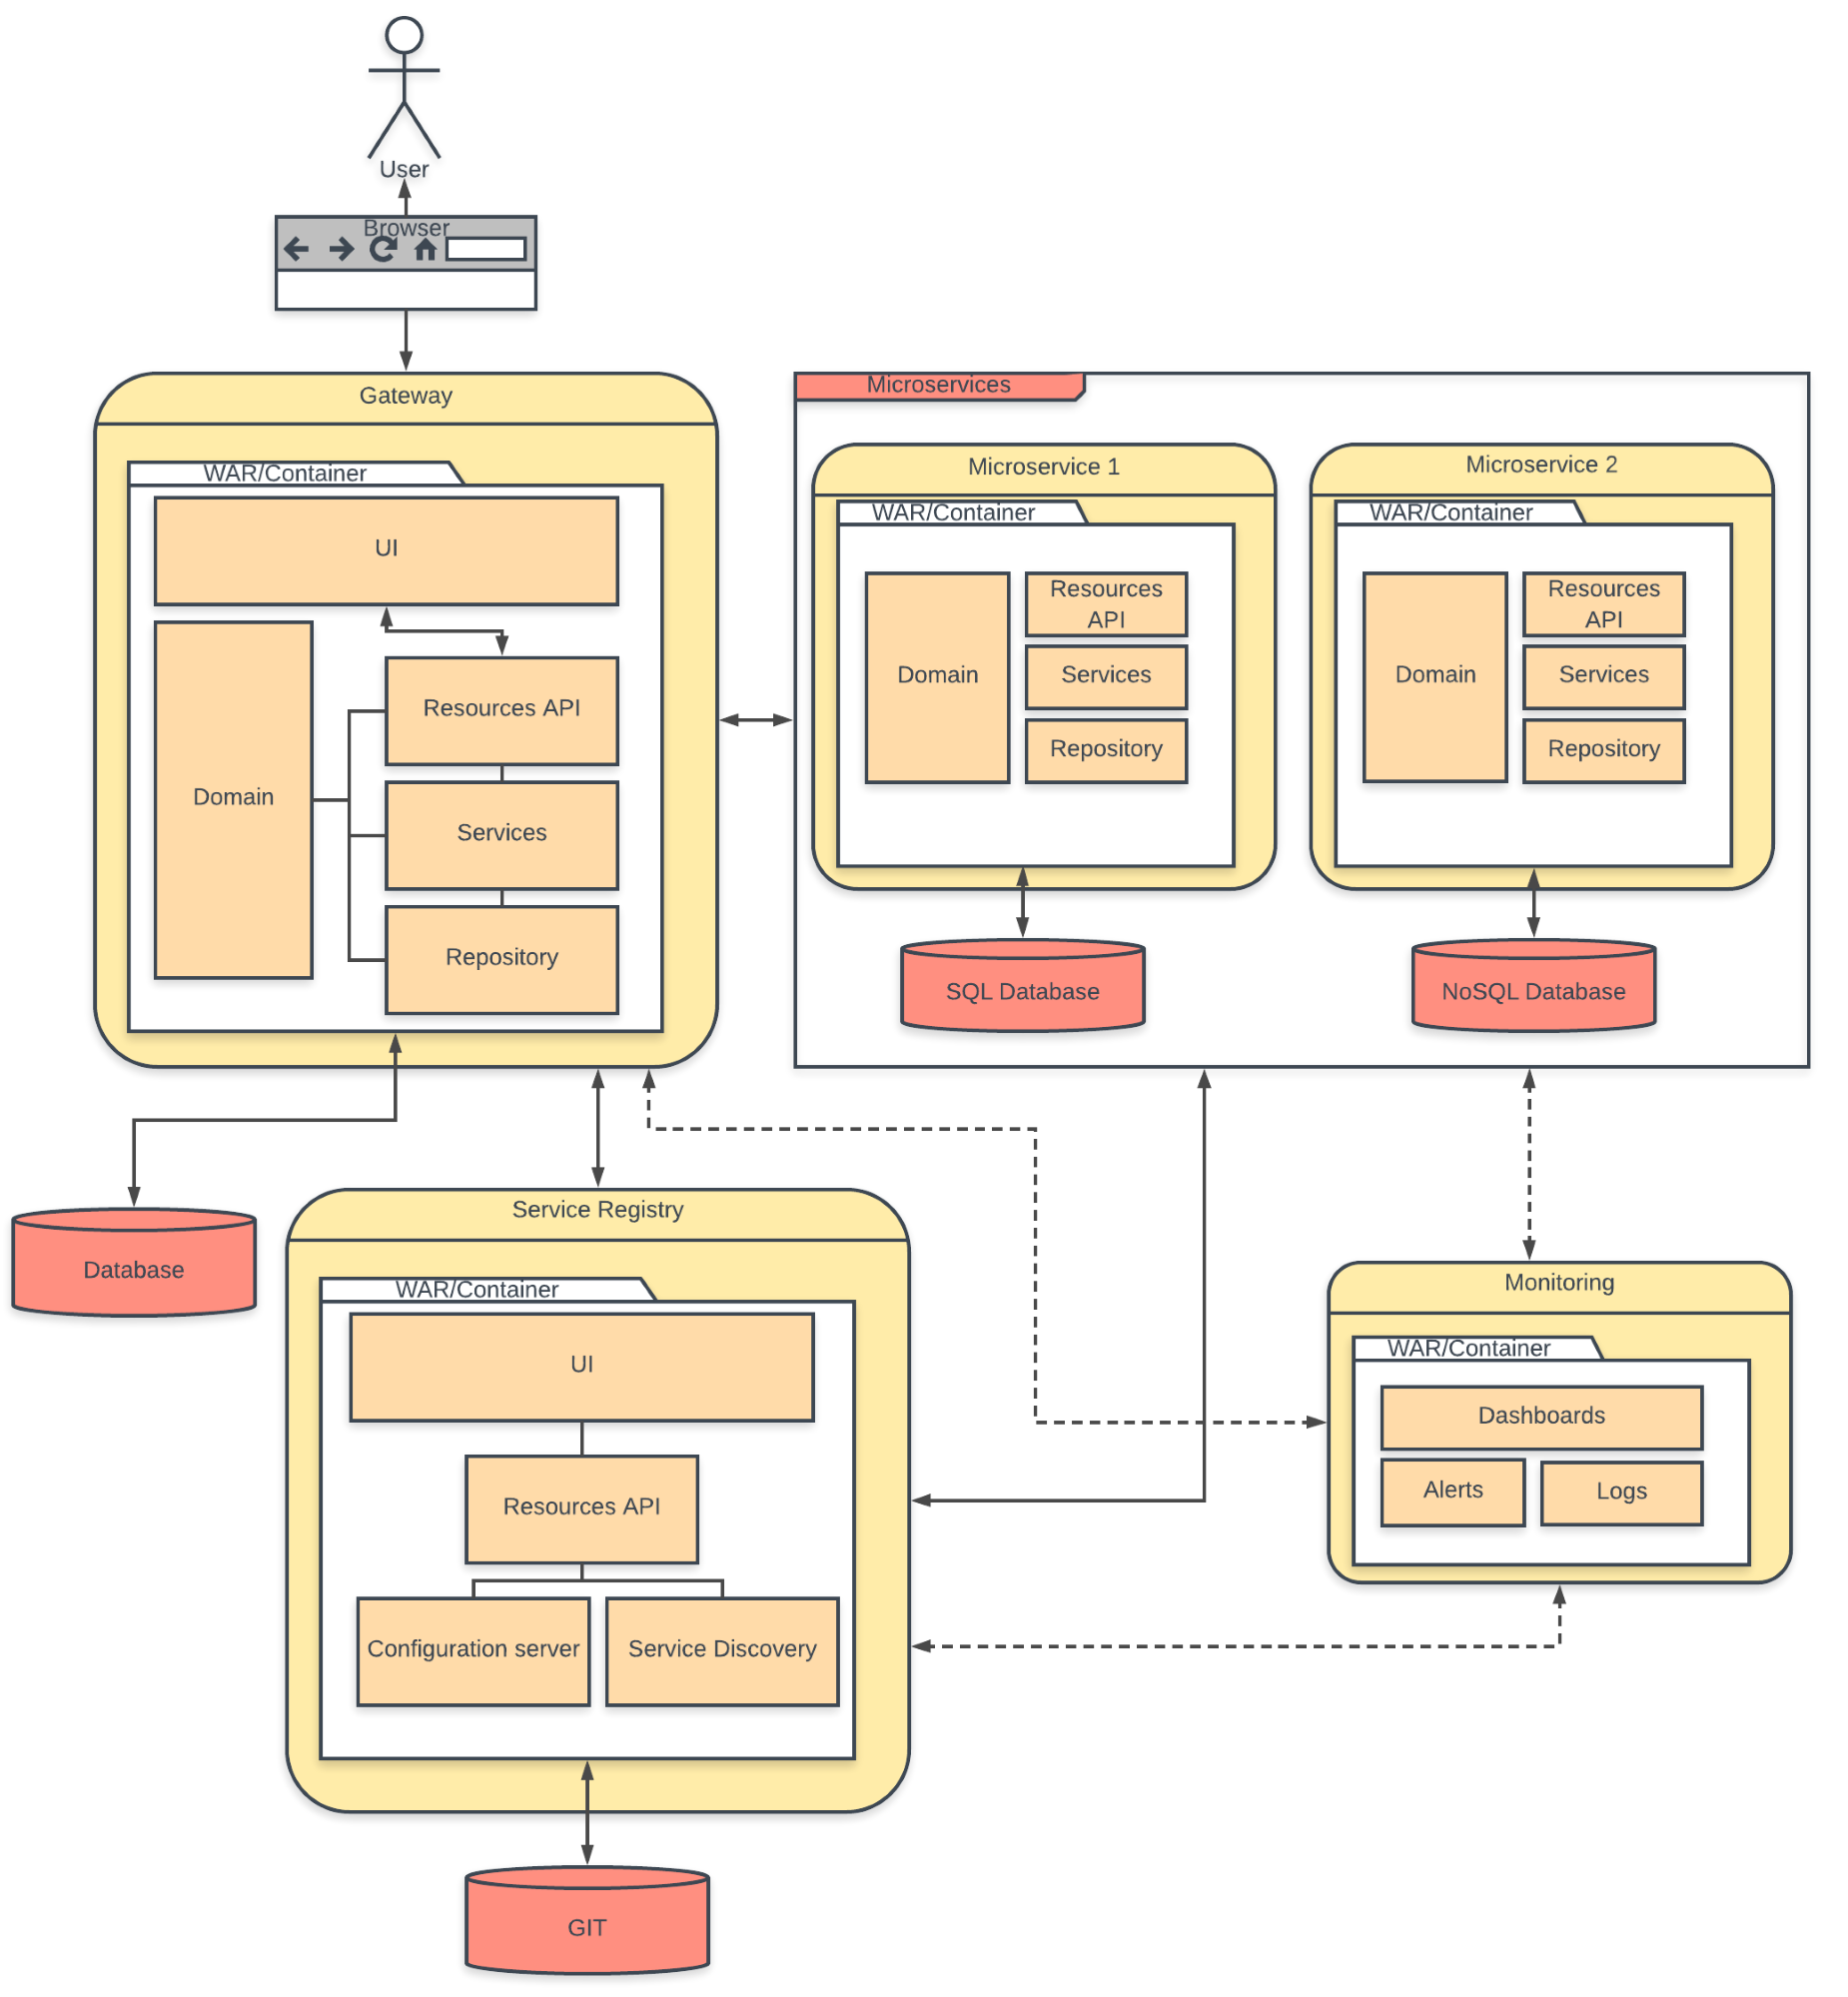 User
Browser
Gateway
WAR/Container
UI
Domain
Resources API
Services
Repository
Microservices
Microservice 1
WAR/Container
Domain
Resources
API
Services
Repository
SQL Database
Microservice 2
WAR/Container
Domain
Resources
API
Services
Repository
NoSQL Database
Database
Service Registry
WAR/Container
UI
Resources API
Configuration server
Service Discovery
GIT
Monitoring
WAR/Container
Dashboards
Alerts
Logs